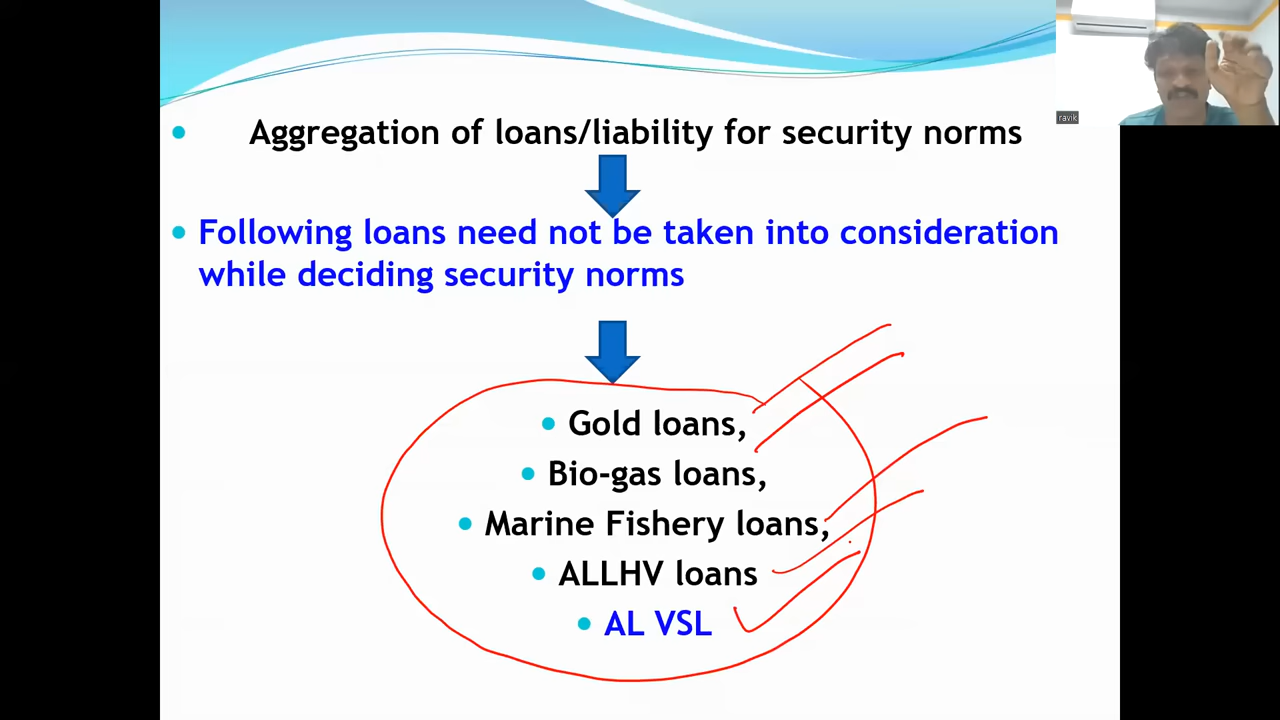 ravik
Aggregation of loans/liability for security norms
Following loans need not be taken into consideration
while deciding security norms
Gold loans,
Bio-gas loans,
Marine Fishery loans,
ALLHV loans
AL VSL